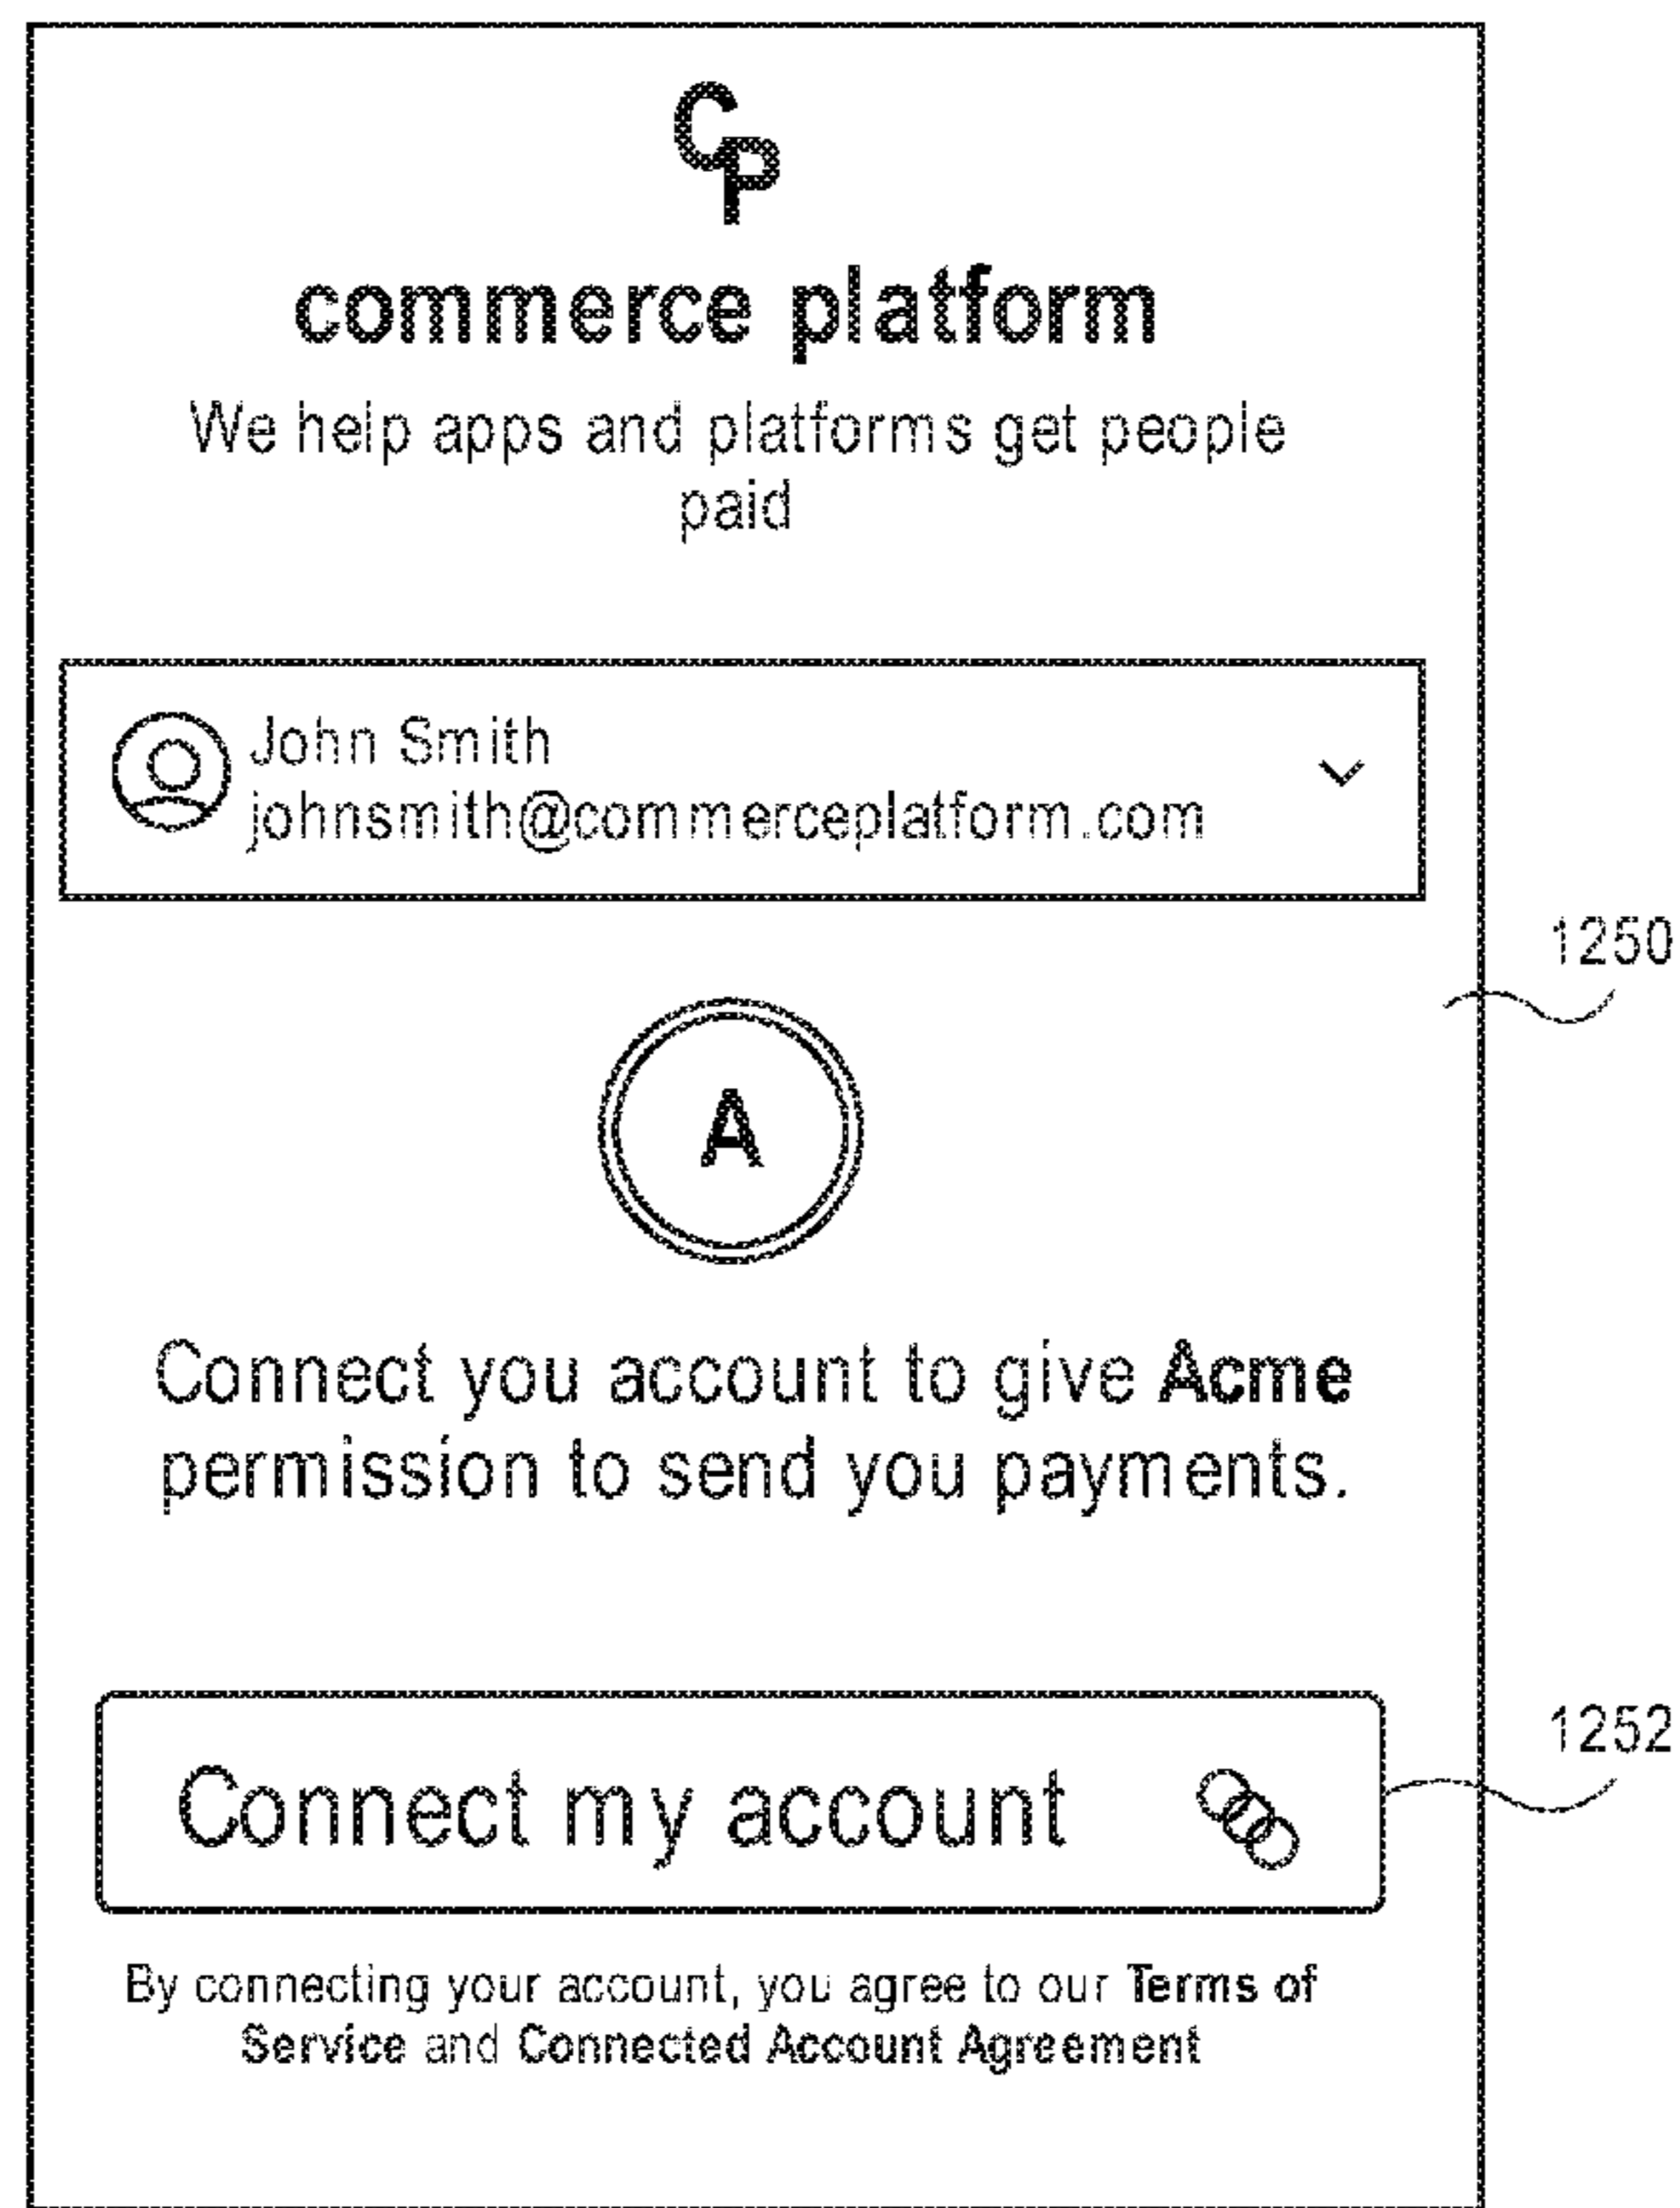 CP
commerce platform
We help apps and platforms get people
paid
John Smith
johnsmith@commerceplatform.com
1250
A
Connect you account to give Acme
permission to send you payments.
1252
Connect my account
By connecting your account, you agree to our Terms of
Service and Connected Account Agreement